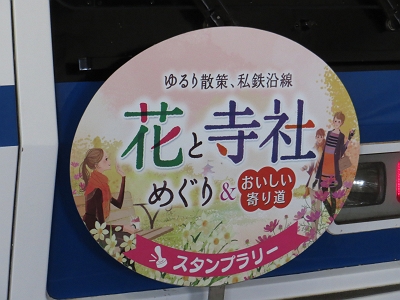 ゆるり散策、私鉄沿線
花と寺社
めぐり&おいしい寄り道
スタンプラリー